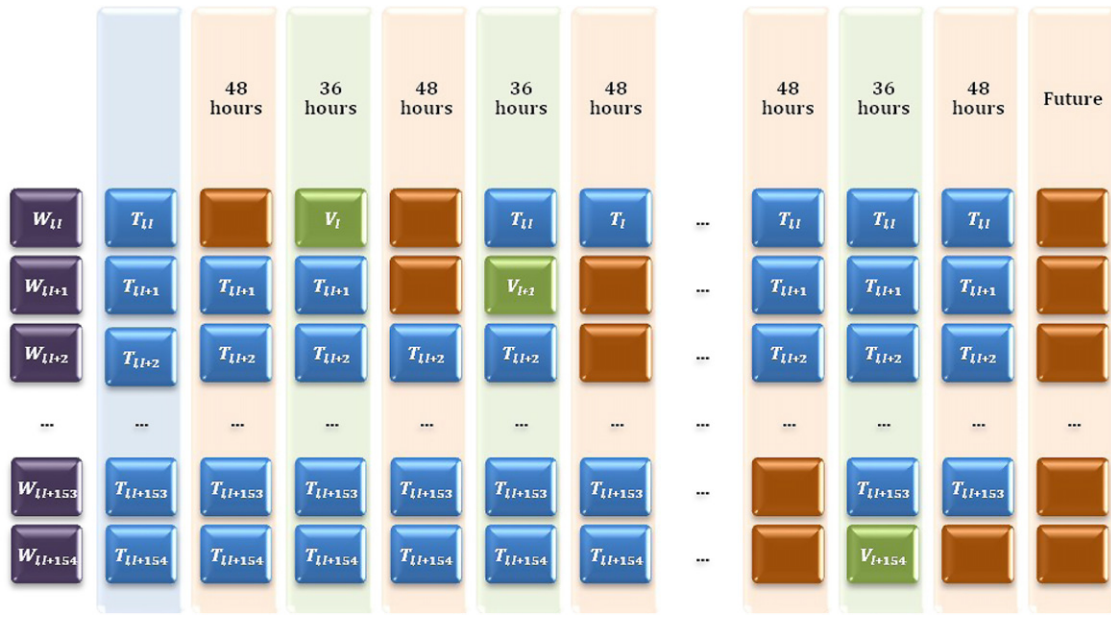 48 hours 36 hours 48 hours 36 hours 48 hours 48 hours 36 hours 48 hours Future
W_{i,l} T_{i,l} V_l T_{i,l} T_l ... T_{i,l} T_{i,l} T_{i,l}
W_{i,l+1} T_{i,l+1} T_{i,l+1} T_{i,l+1} V_{l+1} ... T_{i,l+1} T_{i,l+1} T_{i,l+1}
W_{i,l+2} T_{i,l+2} T_{i,l+2} T_{i,l+2} T_{i,l+2} T_{i,l+2} ... T_{i,l+2} T_{i,l+2} T_{i,l+2}
... ... ... ... ... ... ... ... ... ... ... ...
W_{i,l+153} T_{i,l+153} T_{i,l+153} T_{i,l+153} T_{i,l+153} T_{i,l+153} T_{i,l+153} ... T_{i,l+153} T_{i,l+153}
W_{i,l+154} T_{i,l+154} T_{i,l+154} T_{i,l+154} T_{i,l+154} T_{i,l+154} T_{i,l+154} ... V_{l+154}